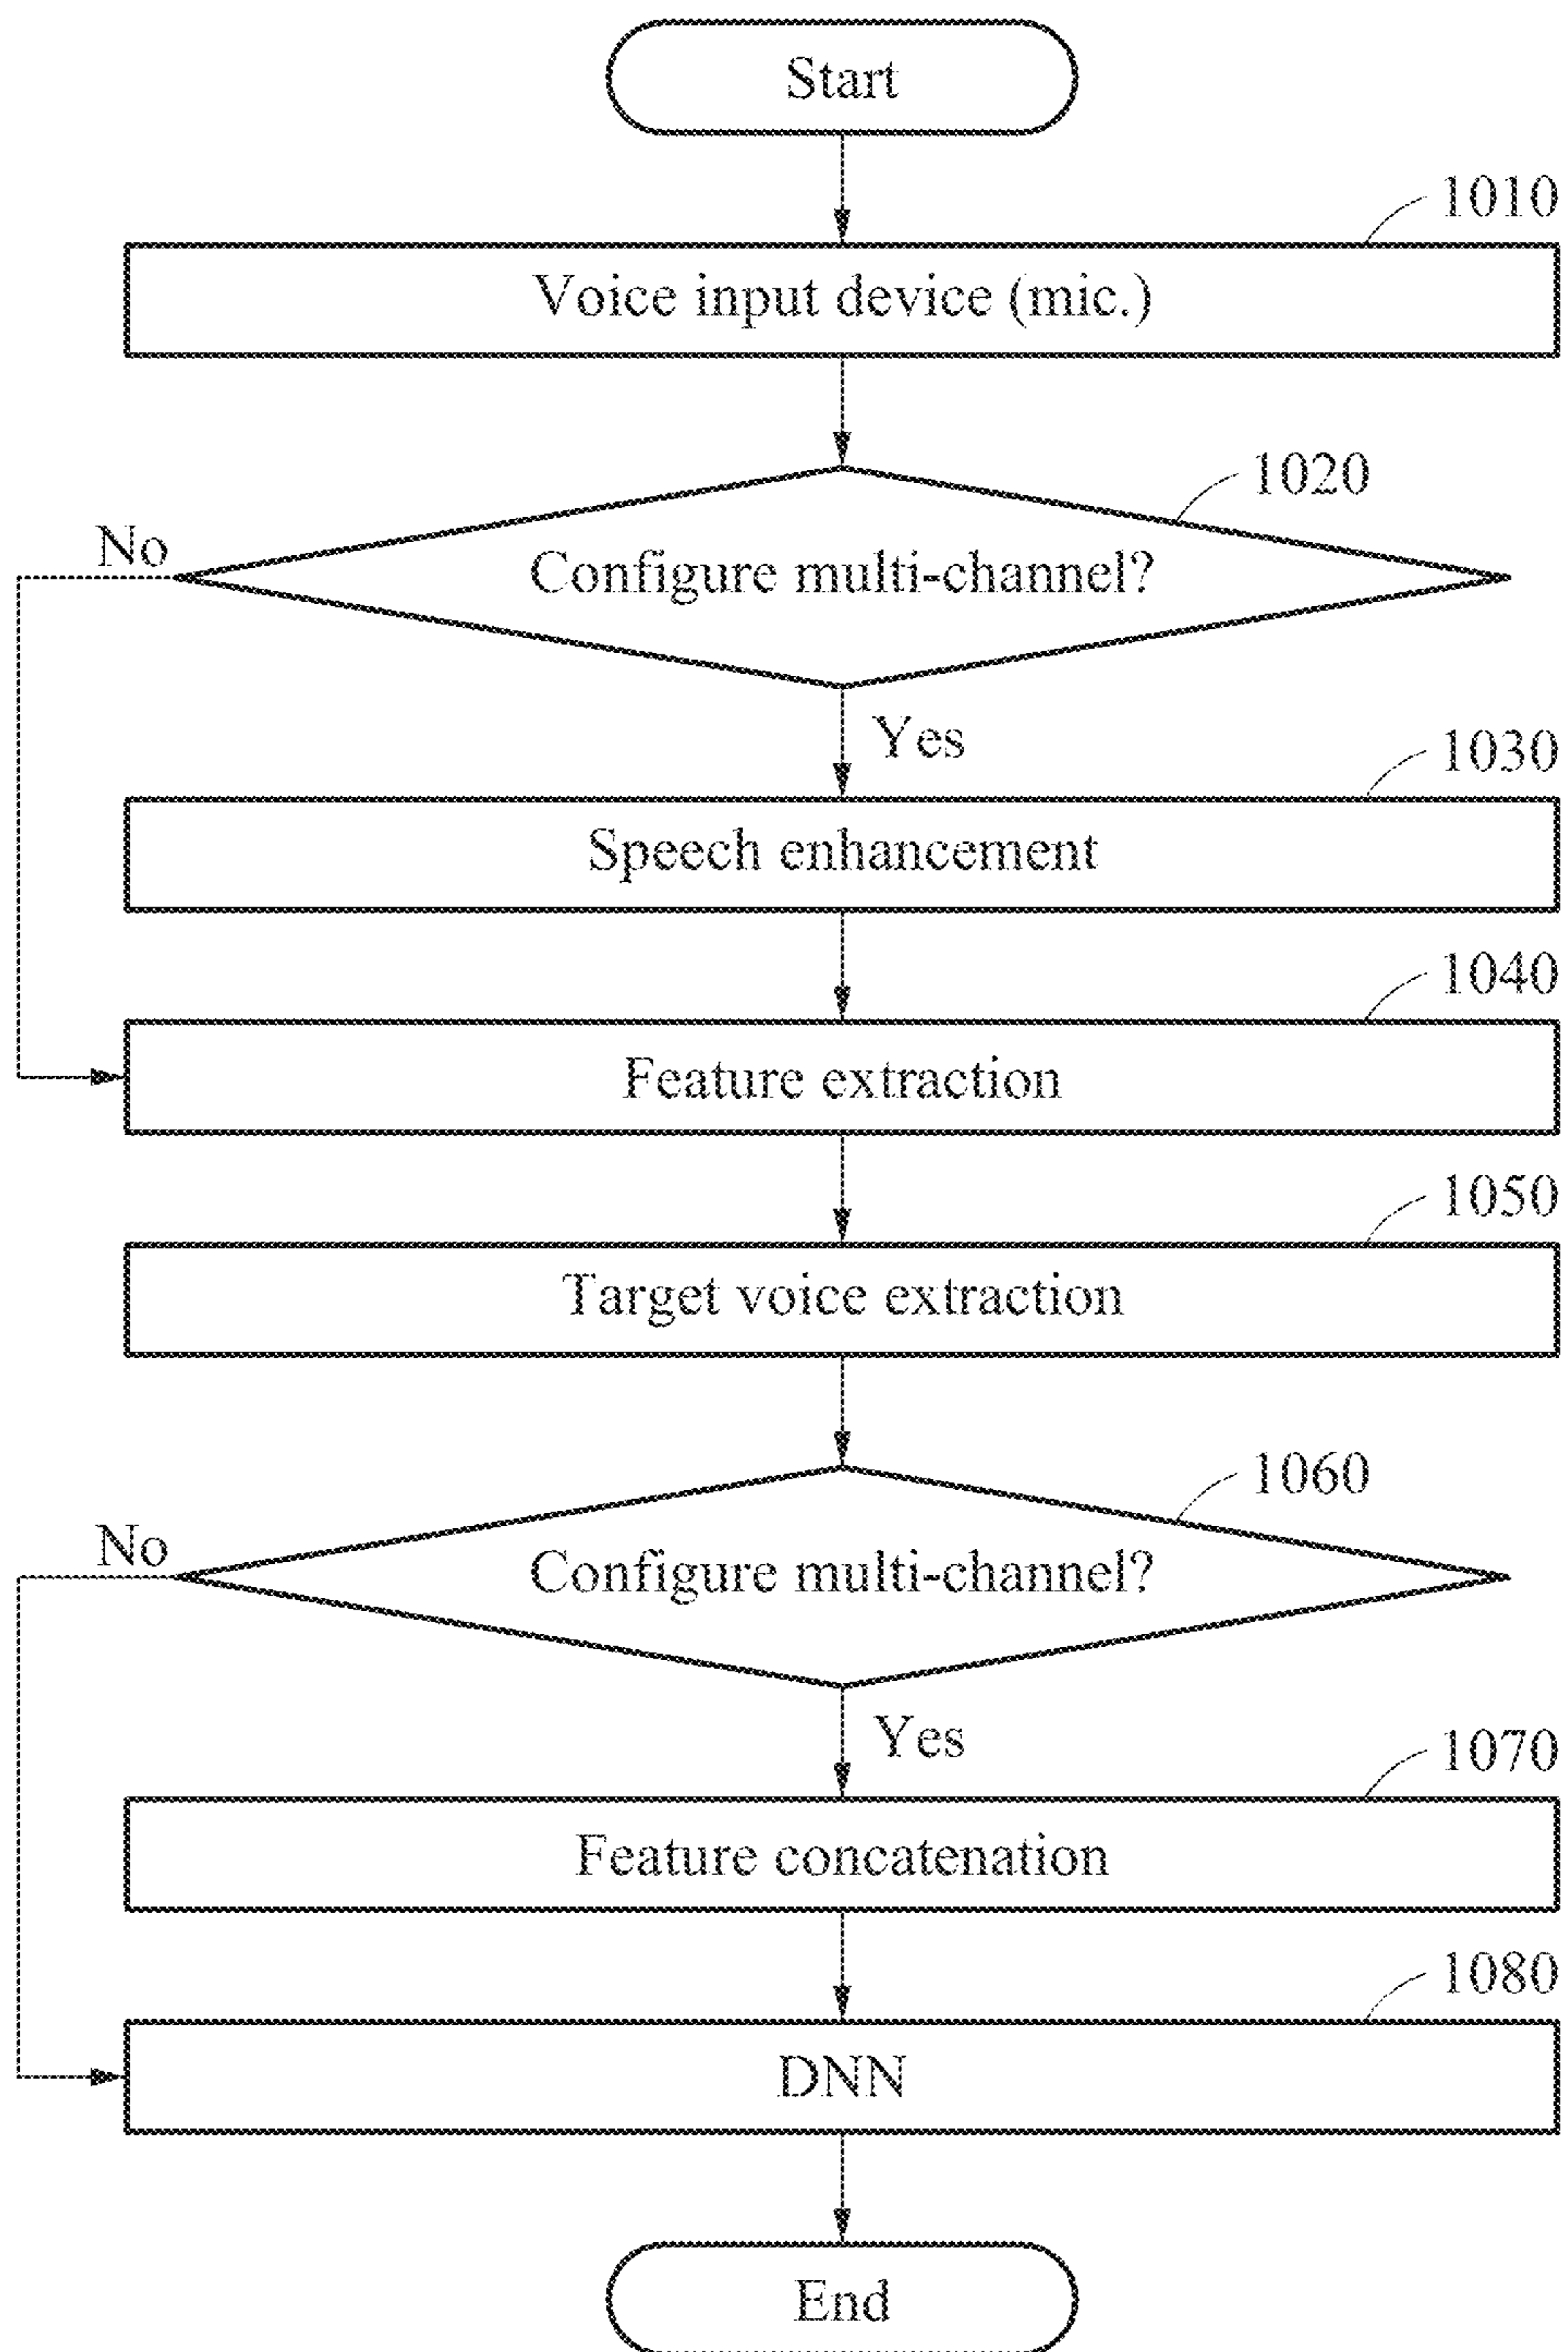 Start
1010
Voice input device (mic.)
1020
No
Configure multi-channel?
Yes
1030
Speech enhancement
1040
Feature extraction
1050
Target voice extraction
1060
No
Configure multi-channel?
Yes
1070
Feature concatenation
1080
DNN
End